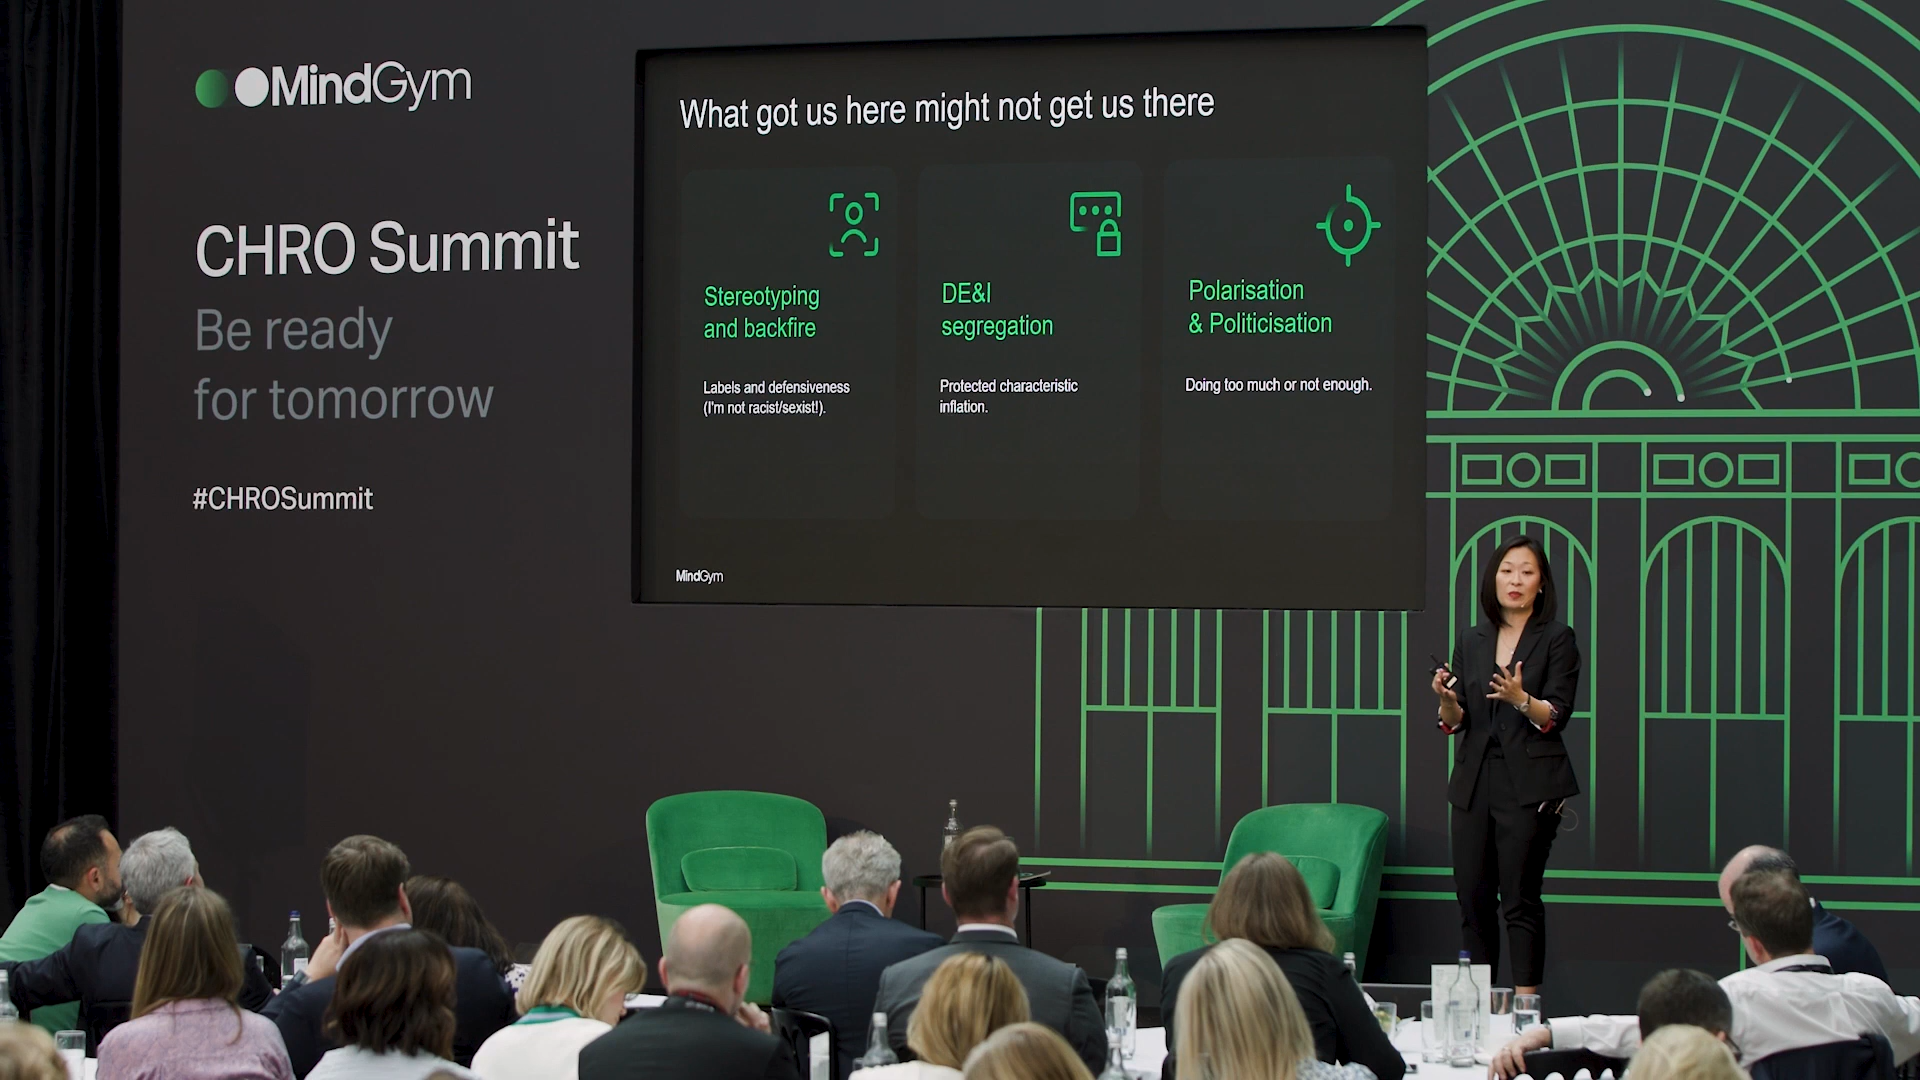 MindGym
CHRO Summit
Be ready
for tomorrow
#CHROSummit
What got us here might not get us there
Stereotyping
and backfire
Labels and defensiveness
(I'm not racist/sexist!).
DE&I
segregation
Protected characteristic
inflation.
Polarisation
& Politicisation
Doing too much or not enough.
MindGym